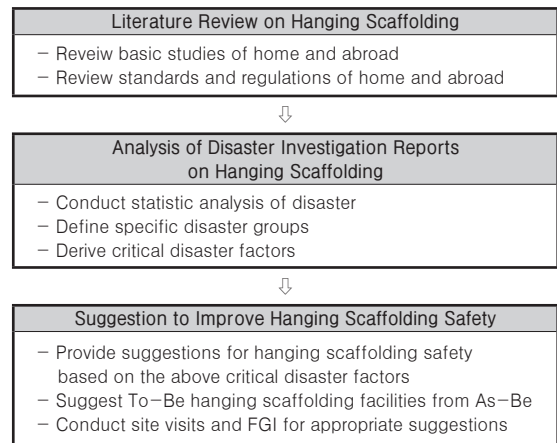 Literature Review on Hanging Scaffolding
– Reveiw basic studies of home and abroad
– Review standards and regulations of home and abroad
⇩
Analysis of Disaster Investigation Reports
on Hanging Scaffolding
– Conduct statistic analysis of disaster
– Define specific disaster groups
– Derive critical disaster factors
⇩
Suggestion to Improve Hanging Scaffolding Safety
– Provide suggestions for hanging scaffolding safety
based on the above critical disaster factors
– Suggest To–Be hanging scaffolding facilities from As–Be
– Conduct site visits and FGI for appropriate suggestions